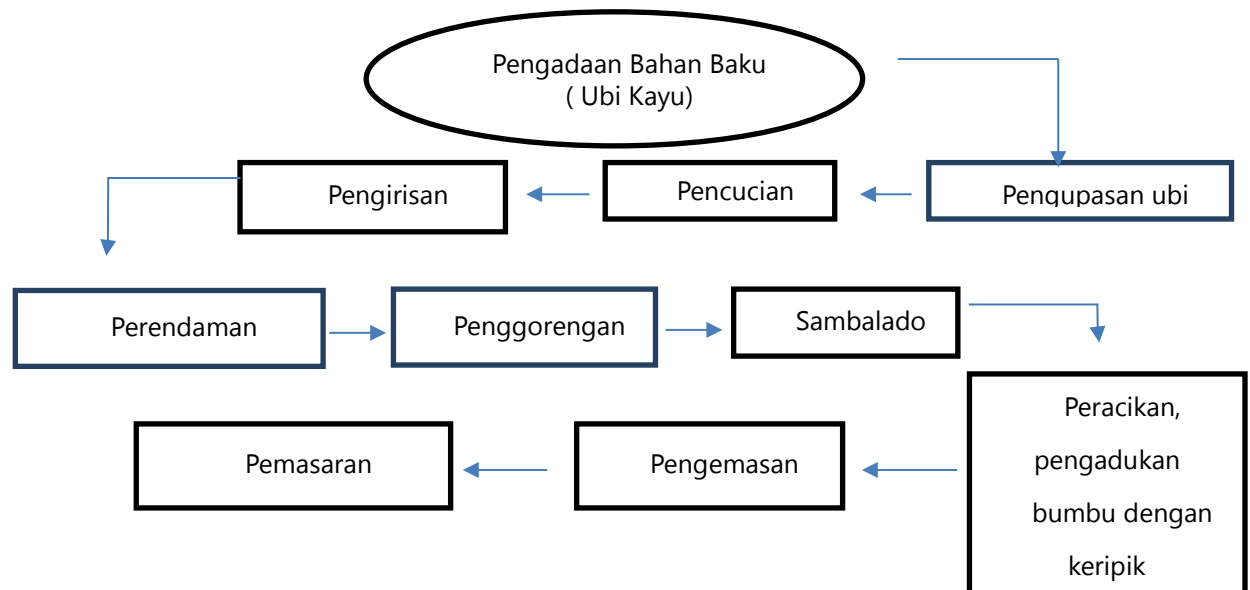 Pengadaan Bahan Baku
( Ubi Kayu)
Pengupasan ubi
Pencucian
Pengirisan
Perendaman
Penggorengan
Sambalado
Peracikan,
pengadukan
bumbu dengan
keripik
Pengemasan
Pemasaran